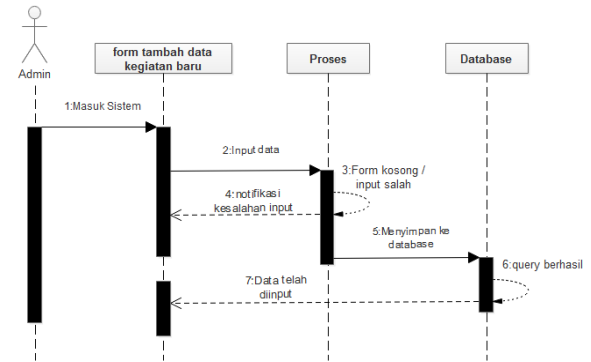 form tambah data
kegiatan baru
Proses
Database
Admin
1:Masuk Sistem
2:Input data
3:Form kosong /
input salah
4:notifikasi
kesalahan input
5:Menyimpan ke
database
6:query berhasil
7:Data telah
diinput